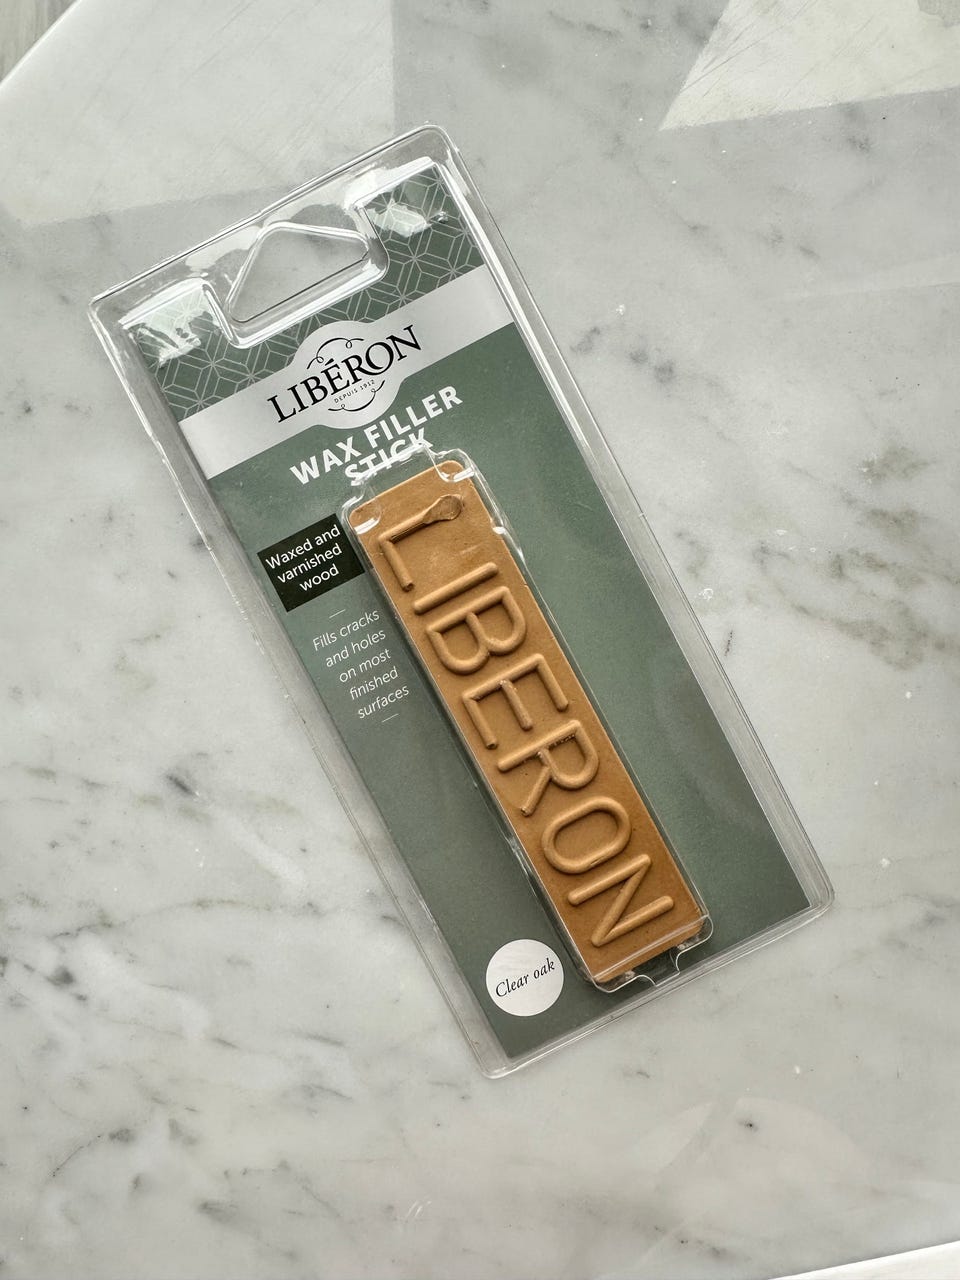 LIBÉRON
DEPUIS 1912
WAX FILLER
STICK
Waxed and
varnished
wood
Fills cracks
and holes
on most
finished
surfaces
LIBERON
Clear oak